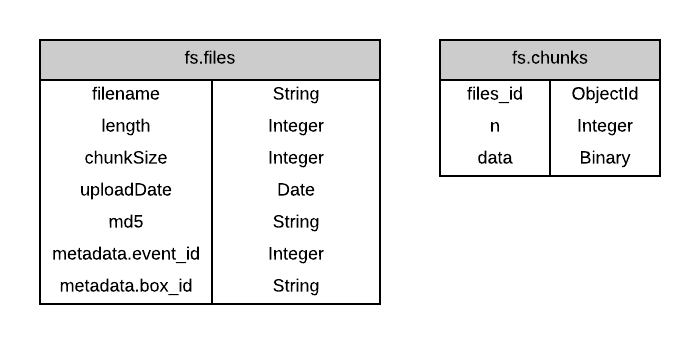 fs.files
filename String
length Integer
chunkSize Integer
uploadDate Date
md5 String
metadata.event_id Integer
metadata.box_id String
fs.chunks
files_id ObjectId
n Integer
data Binary